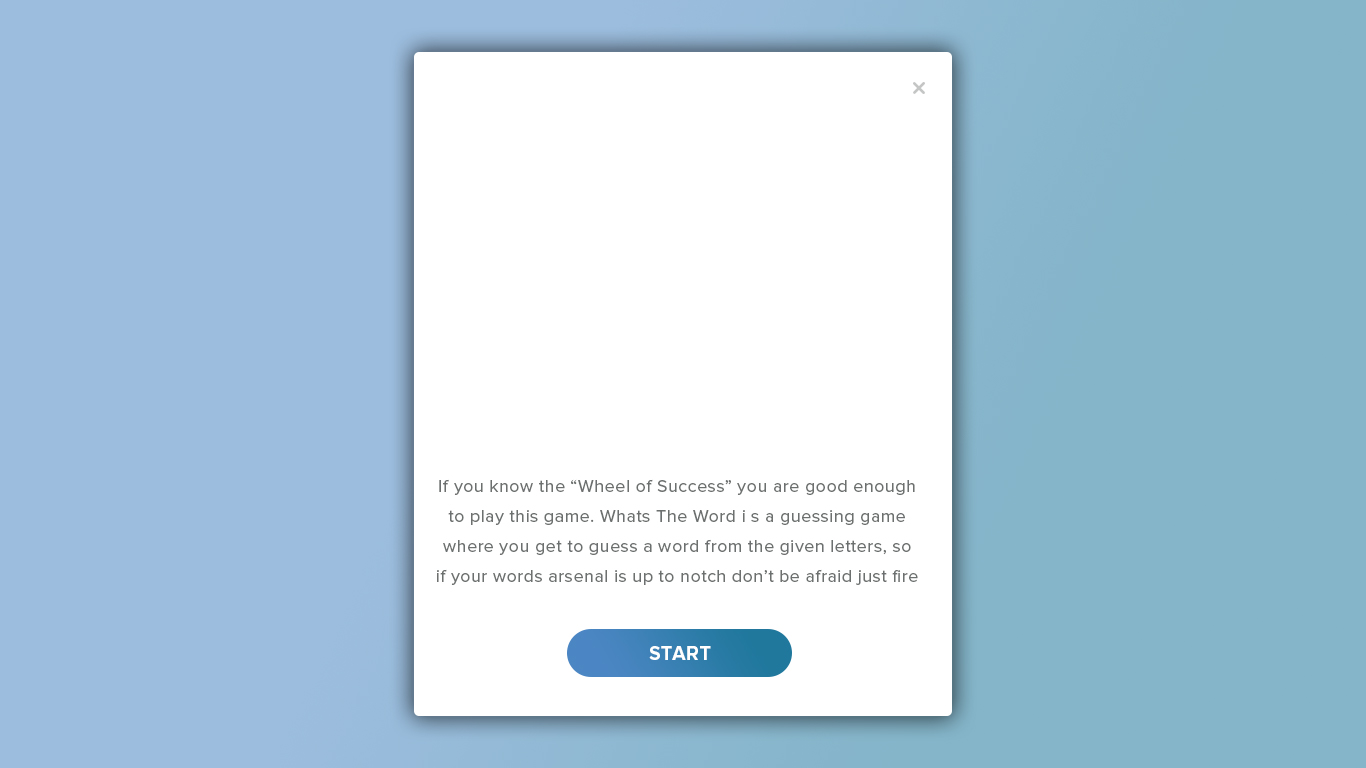 If you know the “Wheel of Success” you are good enough
to play this game. Whats The Word i s a guessing game
where you get to guess a word from the given letters, so
if your words arsenal is up to notch don’t be afraid just fire
START